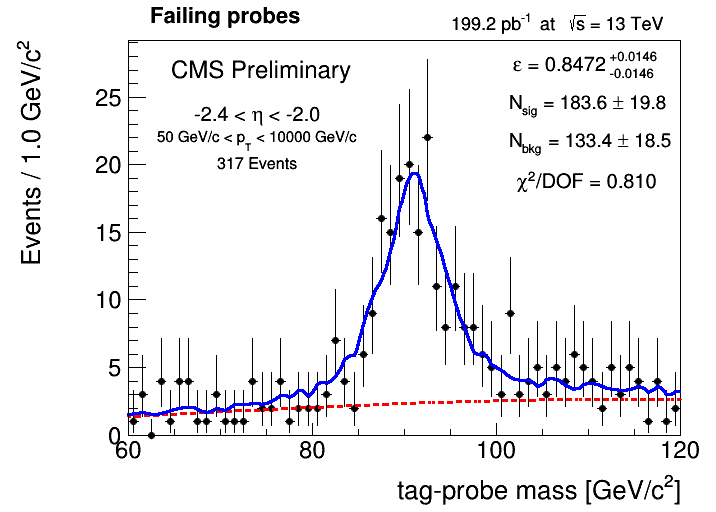 Failing probes
199.2 pb⁻¹ at √s = 13 TeV
CMS Preliminary
-2.4 < η < -2.0
50 GeV/c < p_T < 10000 GeV/c
317 Events
ε = 0.8472 +0.0146 -0.0146
N_sig = 183.6 ± 19.8
N_bkg = 133.4 ± 18.5
χ²/DOF = 0.810
Events / 1.0 GeV/c²
25
20
15
10
5
0
60 80 100 120
tag-probe mass [GeV/c²]